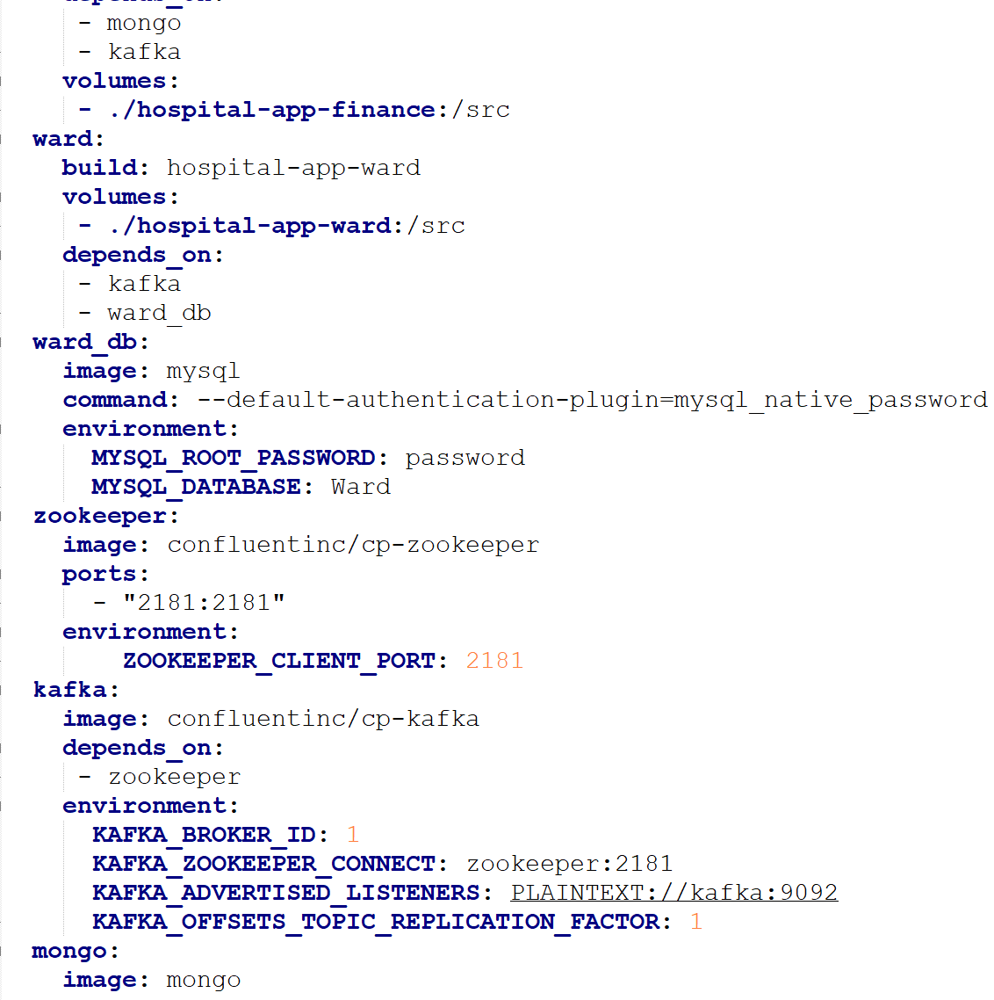 depends_on:
- mongo
- kafka
volumes:
- ./hospital-app-finance:/src
ward:
build: hospital-app-ward
volumes:
- ./hospital-app-ward:/src
depends_on:
- kafka
- ward_db
ward_db:
image: mysql
command: --default-authentication-plugin=mysql_native_password
environment:
MYSQL_ROOT_PASSWORD: password
MYSQL_DATABASE: Ward
zookeeper:
image: confluentinc/cp-zookeeper
ports:
- "2181:2181"
environment:
ZOOKEEPER_CLIENT_PORT: 2181
kafka:
image: confluentinc/cp-kafka
depends_on:
- zookeeper
environment:
KAFKA_BROKER_ID: 1
KAFKA_ZOOKEEPER_CONNECT: zookeeper:2181
KAFKA_ADVERTISED_LISTENERS: PLAINTEXT://kafka:9092
KAFKA_OFFSETS_TOPIC_REPLICATION_FACTOR: 1
mongo:
image: mongo